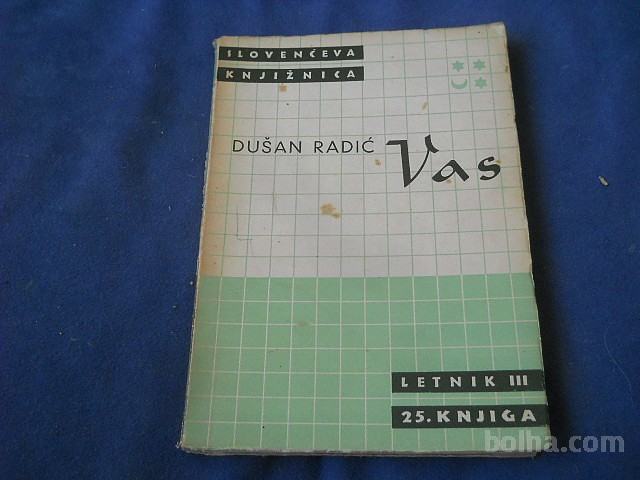 SLOVENČEVA
KNJIŽNICA
DUŠAN RADIĆ
Vas
LETNIK III
25. KNJIGA
bolha.com